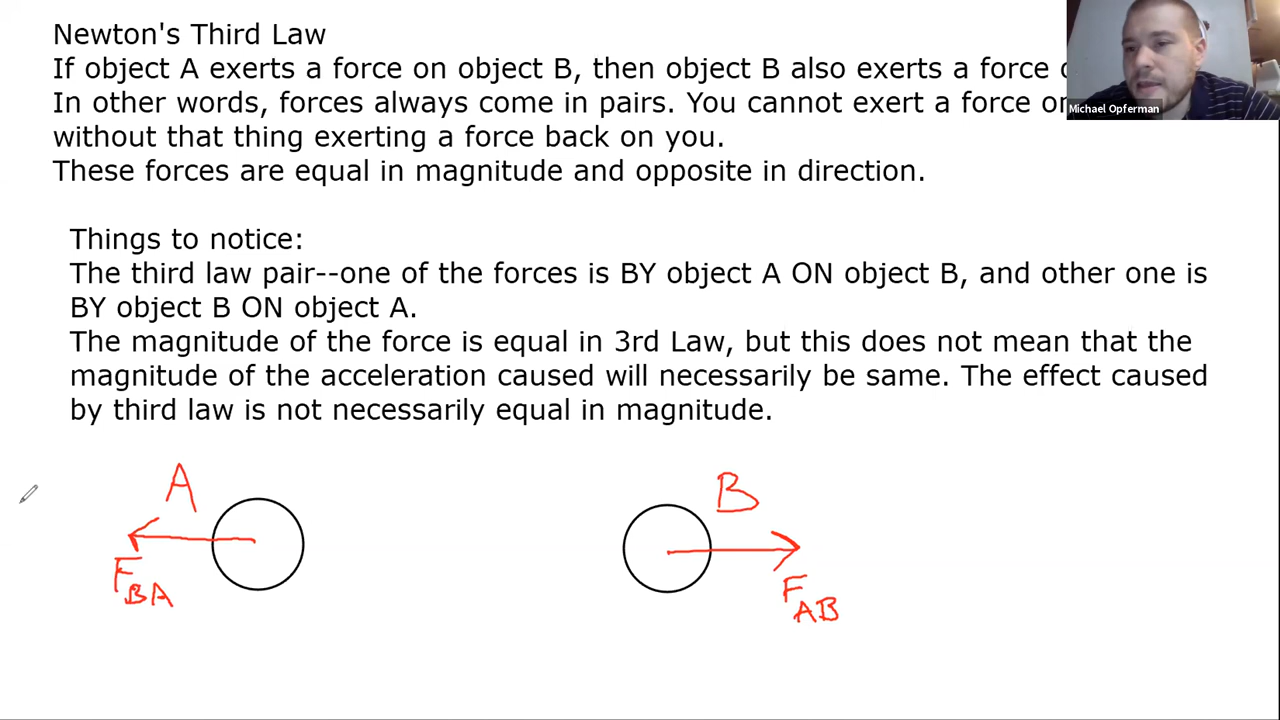 Newton's Third Law
If object A exerts a force on object B, then object B also exerts a force
In other words, forces always come in pairs. You cannot exert a force on
without that thing exerting a force back on you.
These forces are equal in magnitude and opposite in direction.
Michael Opferman
Things to notice:
The third law pair--one of the forces is BY object A ON object B, and other one is
BY object B ON object A.
The magnitude of the force is equal in 3rd Law, but this does not mean that the
magnitude of the acceleration caused will necessarily be same. The effect caused
by third law is not necessarily equal in magnitude.
A
B
F BA
F AB